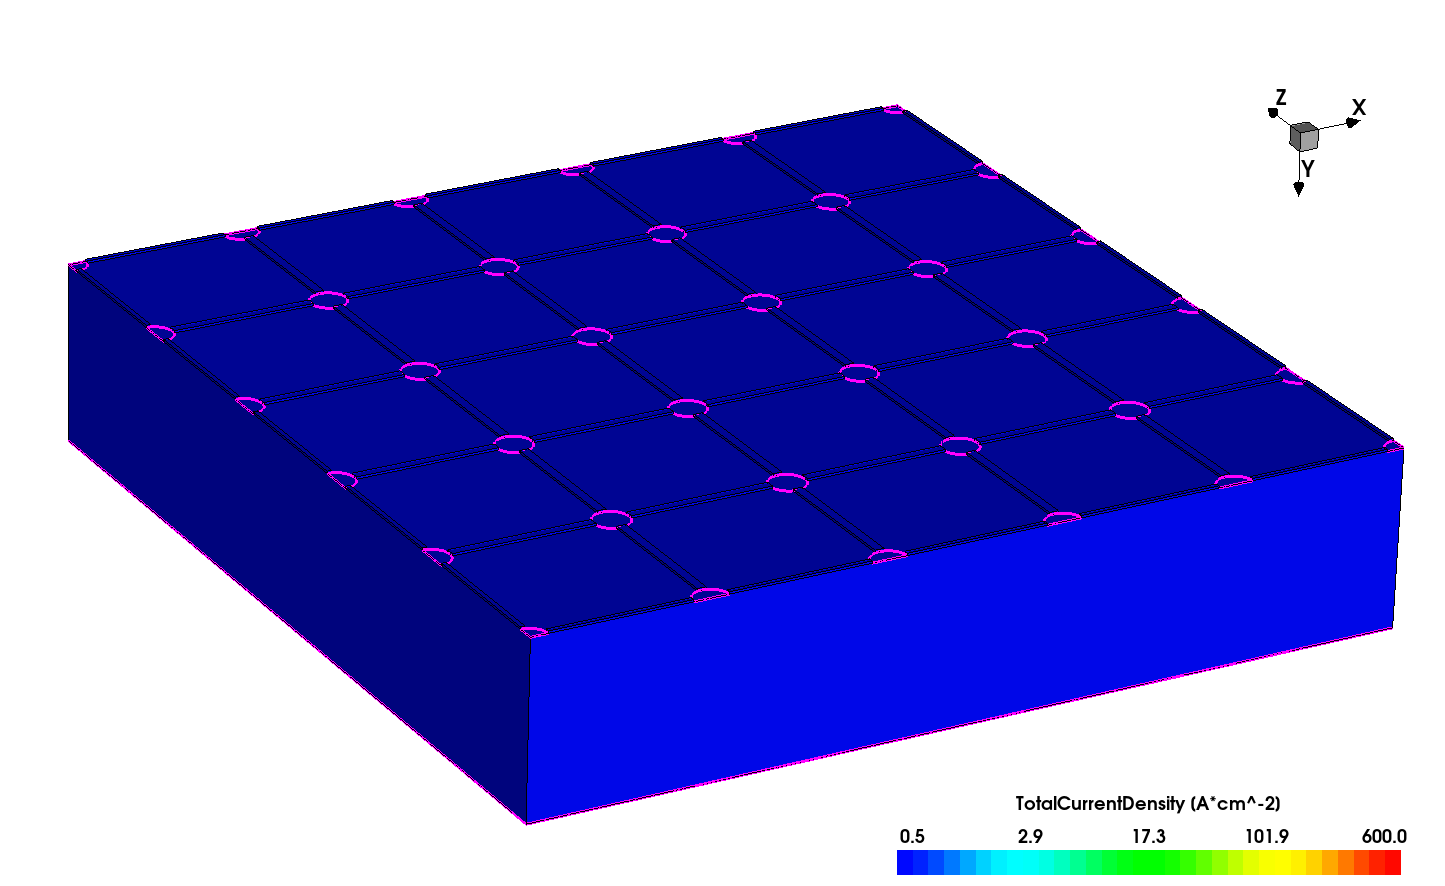 Z
X
Y
TotalCurrentDensity (A*cm^-2)
0.5 2.9 17.3 101.9 600.0